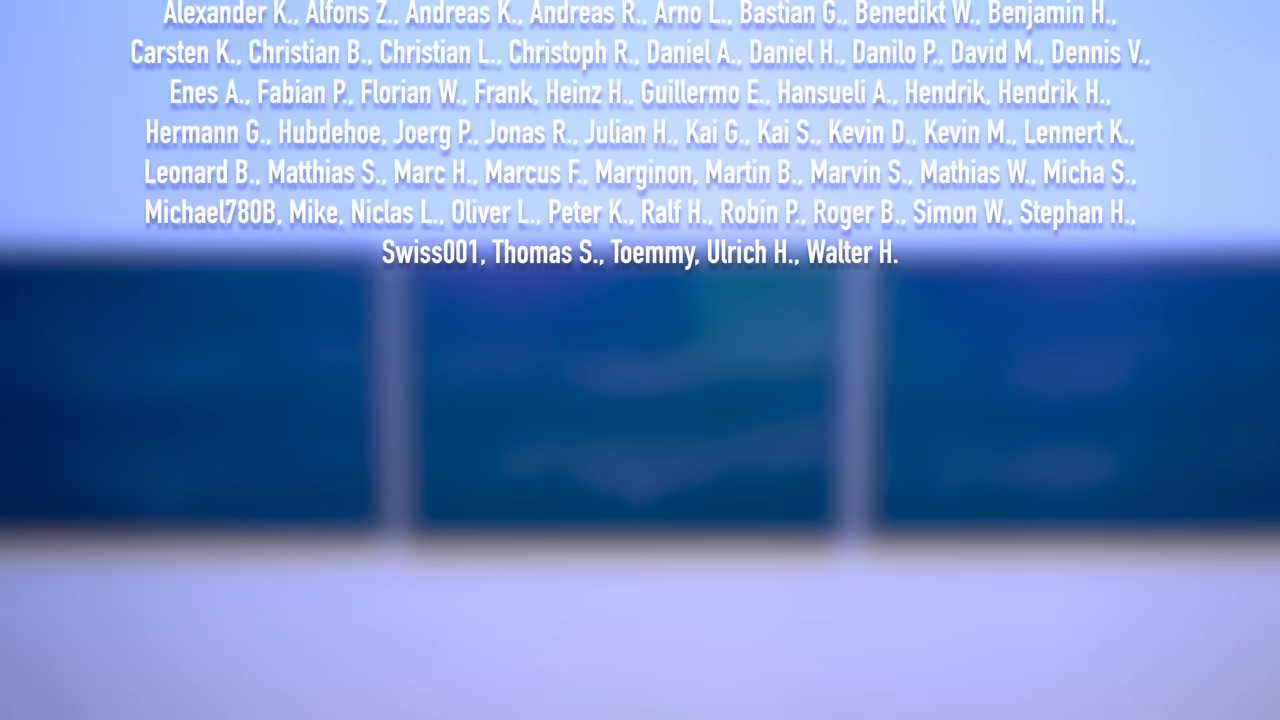 Alexander K., Alfons Z., Andreas K., Andreas R., Arno L., Bastian G., Benedikt W., Benjamin H.,
Carsten K., Christian B., Christian L., Christoph R., Daniel A., Daniel H., Danilo P., David M., Dennis V.,
Enes A., Fabian P., Florian W., Frank, Heinz H., Guillermo E., Hansueli A., Hendrik, Hendrik H.,
Hermann G., Hubdehoe, Joerg P., Jonas R., Julian H., Kai G., Kai S., Kevin D., Kevin M., Lennert K.,
Leonard B., Matthias S., Marc H., Marcus F., Marginon, Martin B., Marvin S., Mathias W., Micha S.,
Michael780B, Mike, Niclas L., Oliver L., Peter K., Ralf H., Robin P., Roger B., Simon W., Stephan H.,
Swiss001, Thomas S., Toemmy, Ulrich H., Walter H.